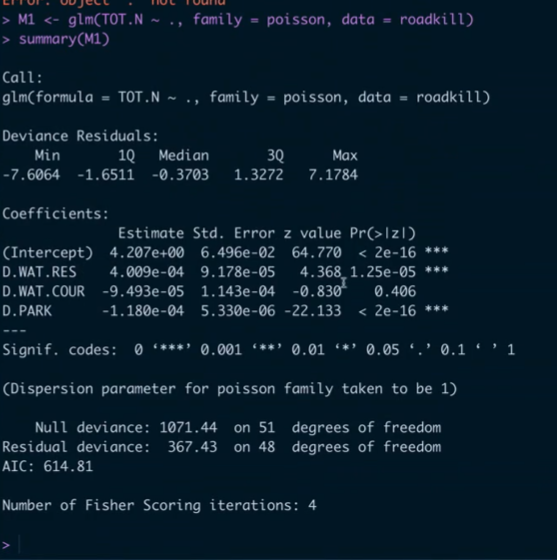 > M1 <- glm(TOT.N ~ ., family = poisson, data = roadkill)
> summary(M1)
Call:
glm(formula = TOT.N ~ ., family = poisson, data = roadkill)
Deviance Residuals:
Min 1Q Median 3Q Max
-7.6064 -1.6511 -0.3703 1.3272 7.1784
Coefficients:
Estimate Std. Error z value Pr(>|z|)
(Intercept) 4.207e+00 6.496e-02 64.770 < 2e-16 ***
D.WAT.RES 4.009e-04 9.178e-05 4.368 1.25e-05 ***
D.WAT.COUR -9.493e-05 1.143e-04 -0.830 0.406
D.PARK -1.180e-04 5.330e-06 -22.133 < 2e-16 ***
---
Signif. codes: 0 ‘***’ 0.001 ‘**’ 0.01 ‘*’ 0.05 ‘.’ 0.1 ‘ ’ 1
(Dispersion parameter for poisson family taken to be 1)
Null deviance: 1071.44 on 51 degrees of freedom
Residual deviance: 367.43 on 48 degrees of freedom
AIC: 614.81
Number of Fisher Scoring iterations: 4
>